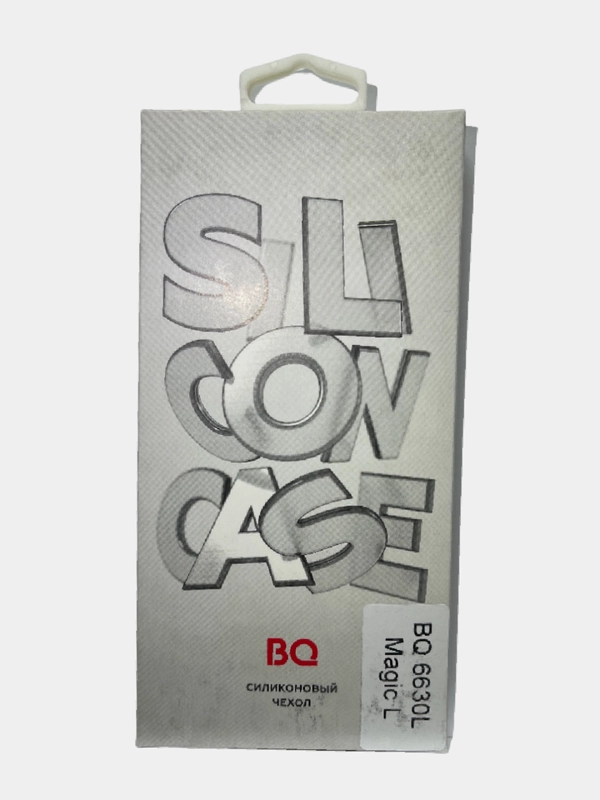 SILI
CON
CASE
BQ
СИЛИКОНОВЫЙ
ЧЕХОЛ
BQ 6630L
Magic L